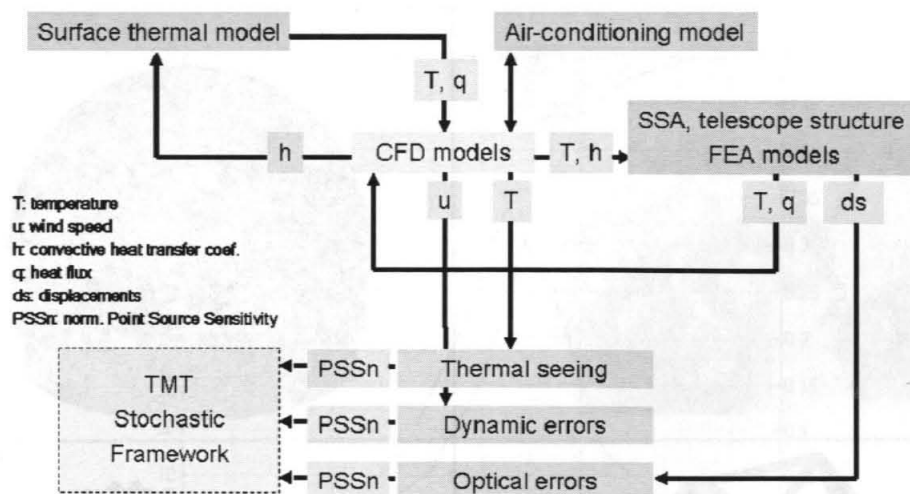 Surface thermal model
Air-conditioning model
T, q
SSA, telescope structure
FEA models
h
CFD models
T, h
u
T
T, q
ds
T: temperature
u: wind speed
h: convective heat transfer coef.
q: heat flux
ds: displacements
PSSn: norm. Point Source Sensitivity
TMT
Stochastic
Framework
PSSn
Thermal seeing
PSSn
Dynamic errors
PSSn
Optical errors